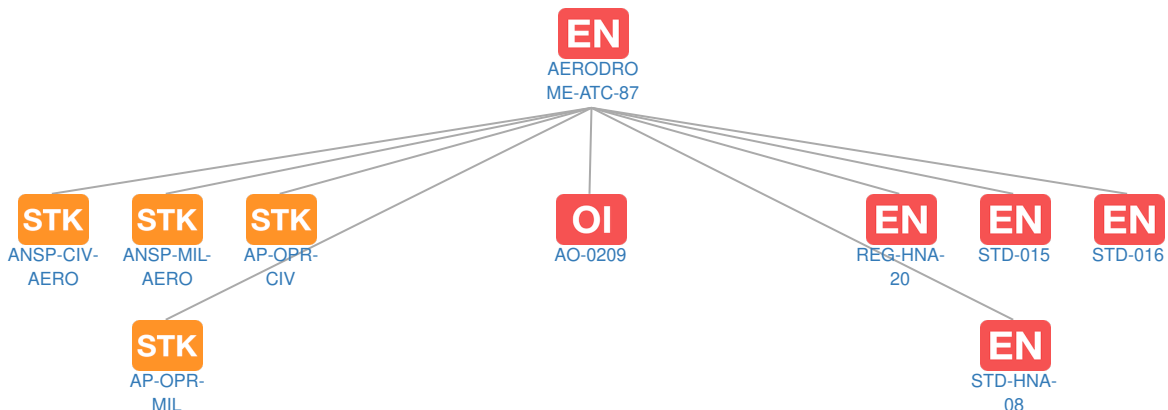 EN
AERODRO
ME-ATC-87
STK
ANSP-CIV-
AERO
STK
ANSP-MIL-
AERO
STK
AP-OPR-
CIV
OI
AO-0209
EN
REG-HNA-
20
EN
STD-015
EN
STD-016
STK
AP-OPR-
MIL
EN
STD-HNA-
08